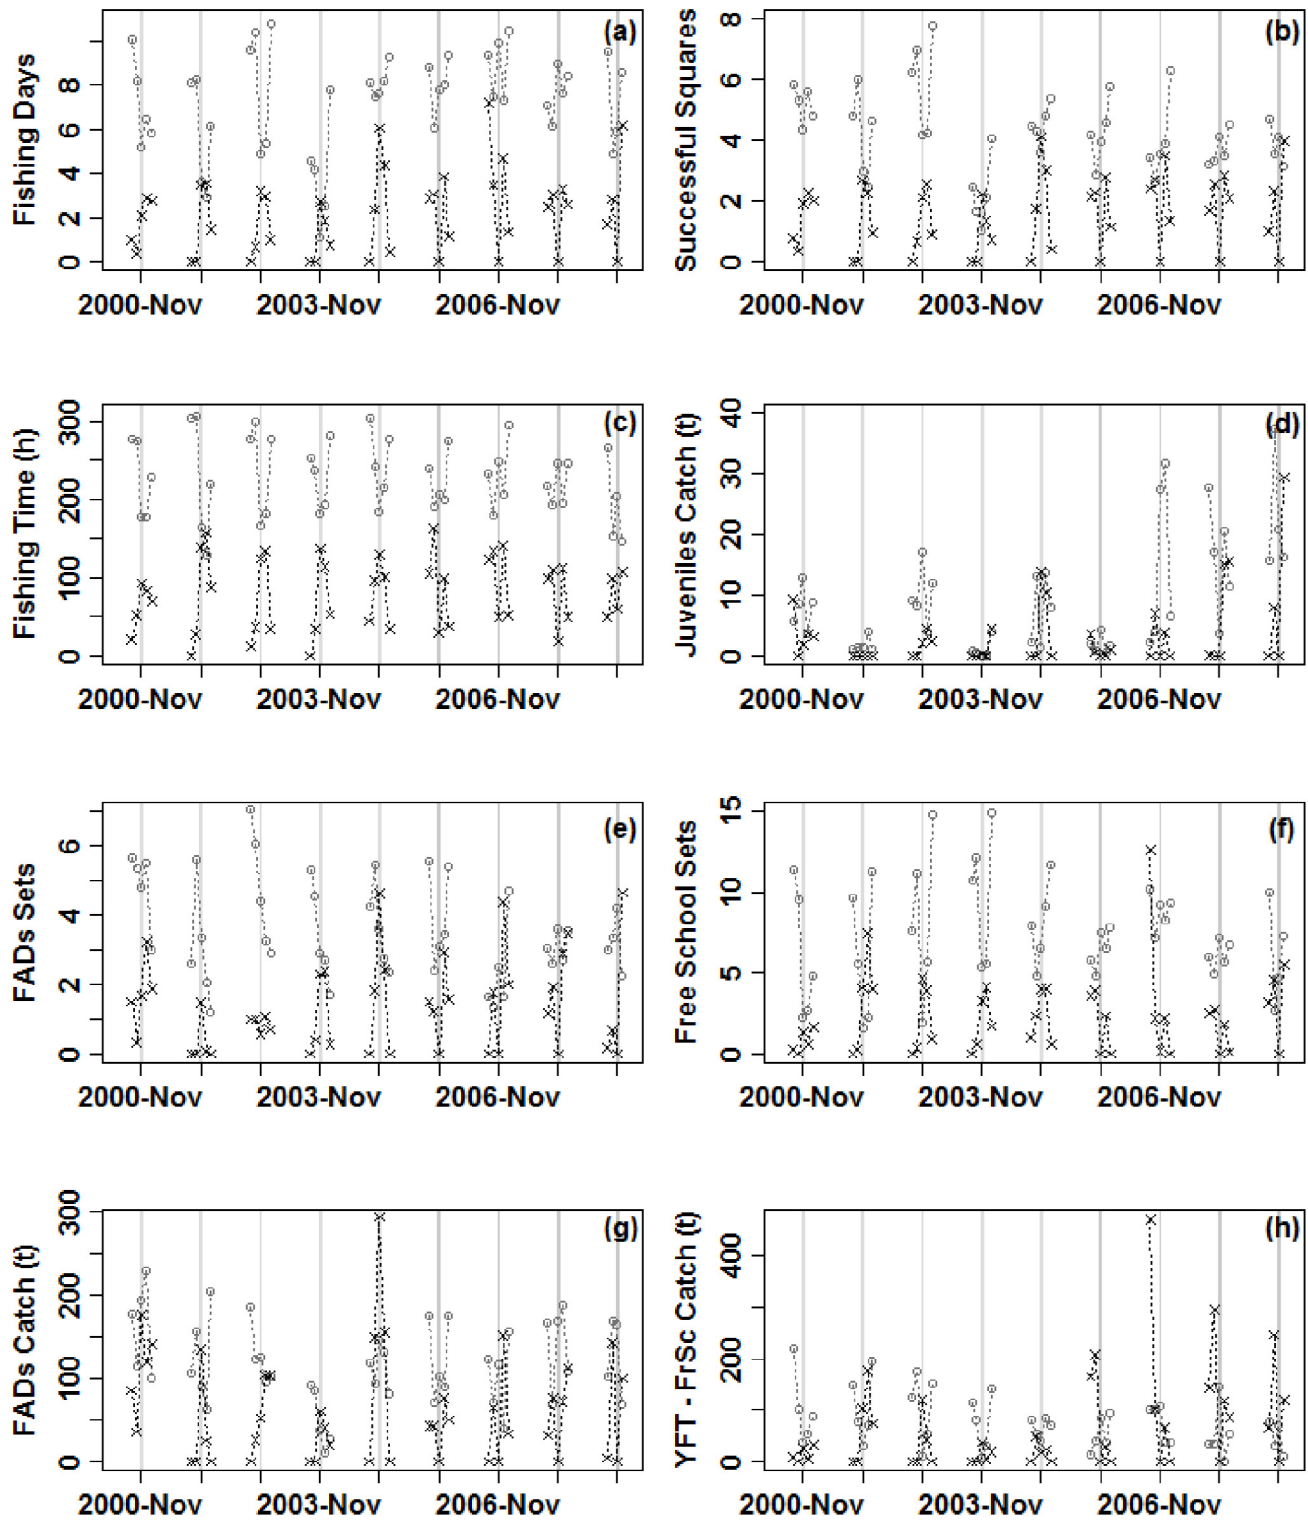 Fishing Days
8
6
4
2
0
(a)
2000-Nov 2003-Nov 2006-Nov
Successful Squares
8
6
4
2
0
(b)
2000-Nov 2003-Nov 2006-Nov
Fishing Time (h)
300
200
100
0
(c)
2000-Nov 2003-Nov 2006-Nov
Juveniles Catch (t)
40
30
20
10
0
(d)
2000-Nov 2003-Nov 2006-Nov
FADs Sets
6
4
2
0
(e)
2000-Nov 2003-Nov 2006-Nov
Free School Sets
15
10
5
0
(f)
2000-Nov 2003-Nov 2006-Nov
FADs Catch (t)
300
200
100
0
(g)
2000-Nov 2003-Nov 2006-Nov
YFT - FrSc Catch (t)
400
200
0
(h)
2000-Nov 2003-Nov 2006-Nov